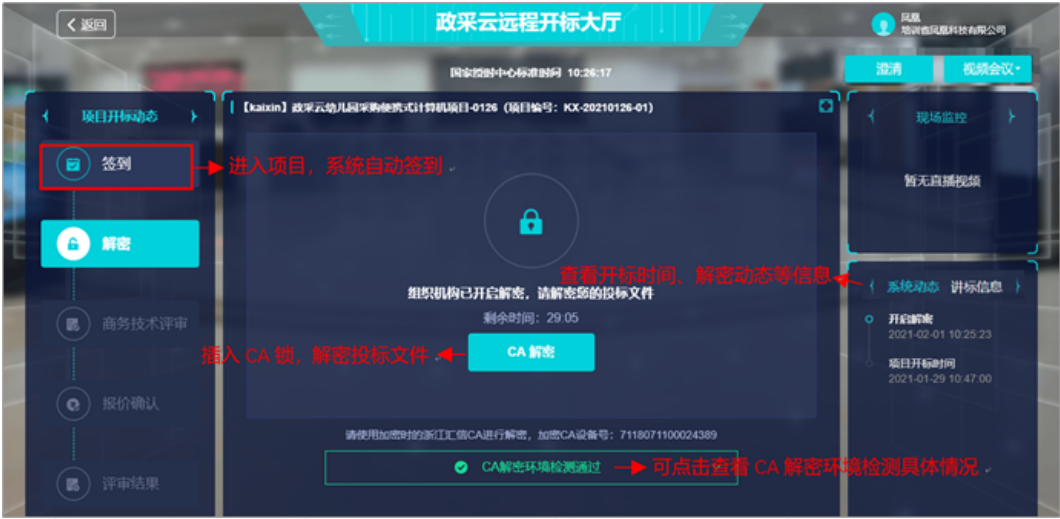 返回
政采云远程开标大厅
凤凰
培训省凤凰科技有限公司
国家授时中心标准时间 10:26:17
澄清
视频会议
项目开标动态
签到
解密
商务技术评审
报价确认
评审结果
【kaixin】政采云幼儿园采购便携式计算机项目-0126（项目编号：KX-20210126-01）
进入项目，系统自动签到
组织机构已开启解密，请解密您的投标文件
剩余时间：29:05
插入 CA 锁，解密投标文件
CA 解密
请使用加密时的浙江汇信CA进行解密，加密CA设备号：7118071100024389
CA解密环境检测通过
可点击查看 CA 解密环境检测具体情况
现场监控
暂无直播视频
查看开标时间、解密动态等信息
系统动态 讲标信息
开启解密
2021-02-01 10:25:23
项目开标时间
2021-01-29 10:47:00